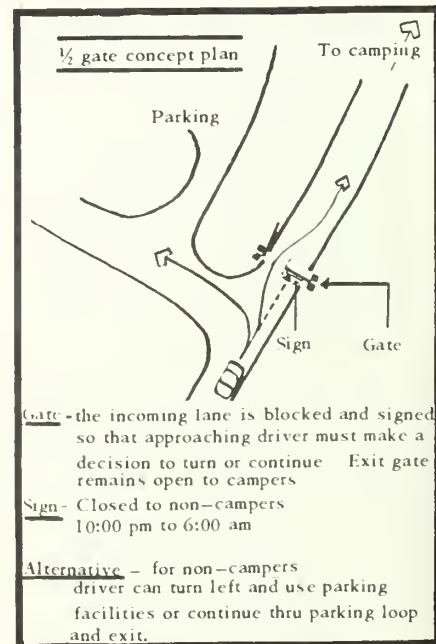 ½ gate concept plan
To camping
Parking
Sign
Gate
Gate - the incoming lane is blocked and signed
so that approaching driver must make a
decision to turn or continue Exit gate
remains open to campers
Sign - Closed to non-campers
10:00 pm to 6:00 am
Alternative - for non-campers
driver can turn left and use parking
facilities or continue thru parking loop
and exit.